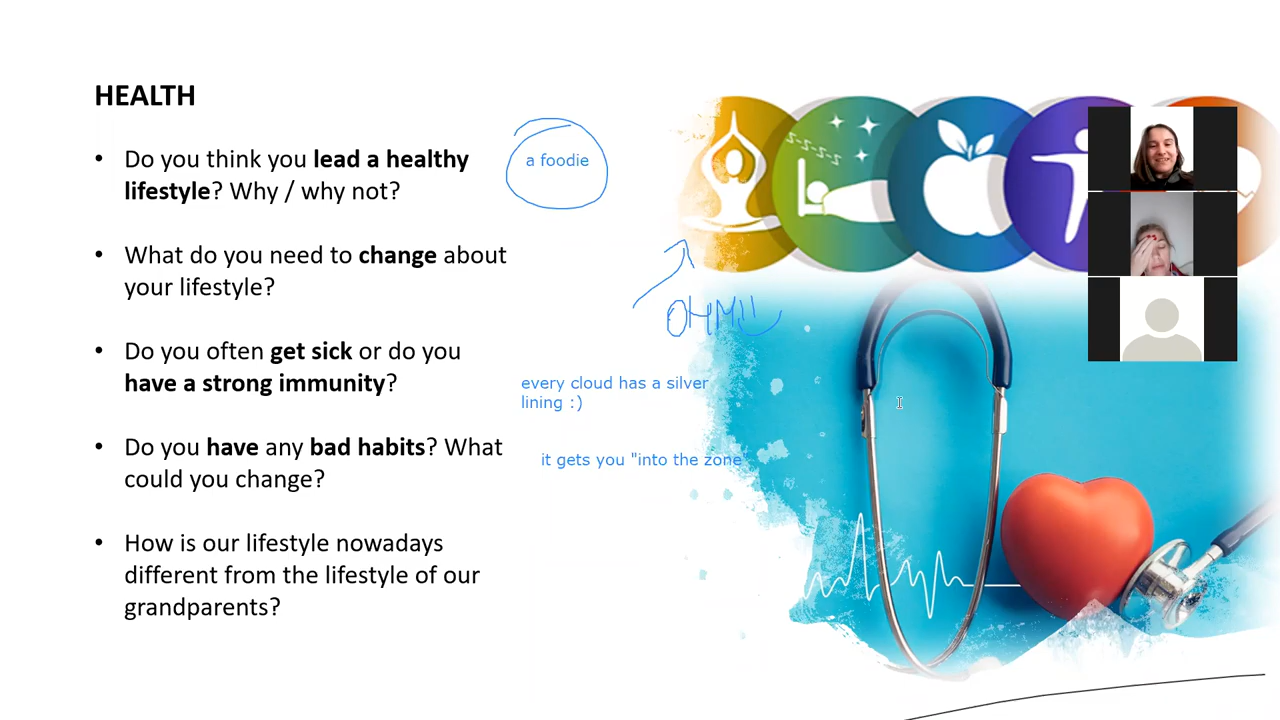 HEALTH
• Do you think you lead a healthy
lifestyle? Why / why not?
a foodie
• What do you need to change about
your lifestyle?
OHMII
• Do you often get sick or do you
have a strong immunity?
every cloud has a silver
lining :)
• Do you have any bad habits? What
could you change?
it gets you "into the zone"
• How is our lifestyle nowadays
different from the lifestyle of our
grandparents?